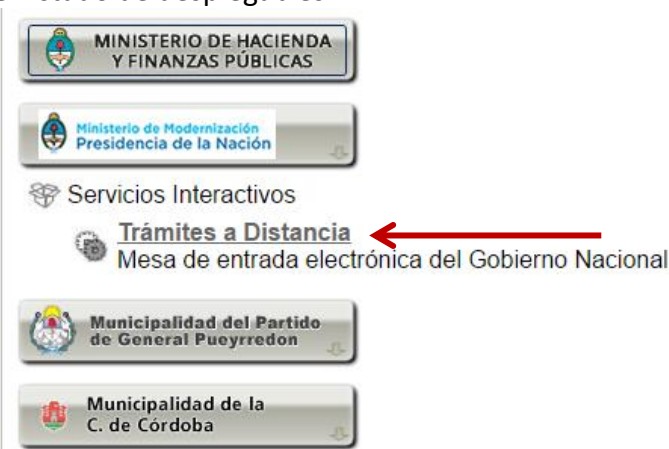 MINISTERIO DE HACIENDA
Y FINANZAS PÚBLICAS
Ministerio de Modernización
Presidencia de la Nación
Servicios Interactivos
Trámites a Distancia
Mesa de entrada electrónica del Gobierno Nacional
Municipalidad del Partido
de General Pueyrredon
Municipalidad de la
C. de Córdoba